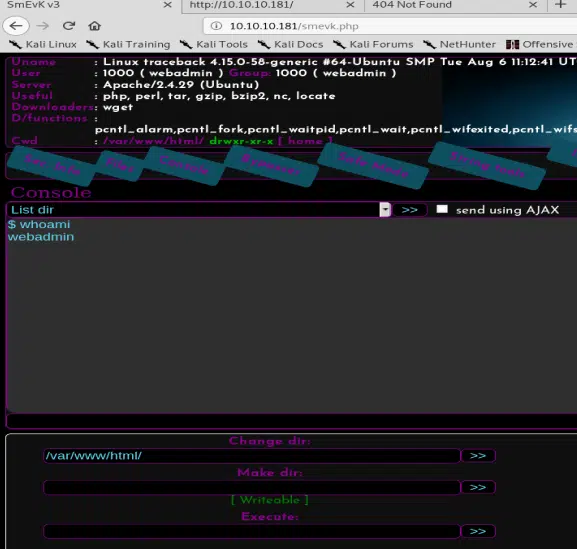 SmEvK v3 × http://10.10.10.181/ × 404 Not Found × +
10.10.10.181/smevk.php
Kali Linux Kali Training Kali Tools Kali Docs Kali Forums NetHunter Offensive
Uname : Linux traceback 4.15.0-58-generic #64-Ubuntu SMP Tue Aug 6 11:12:41 UT
User : 1000 ( webadmin ) Group: 1000 ( webadmin )
Server : Apache/2.4.29 (Ubuntu)
Useful : php, perl, tar, gzip, bzip2, nc, locate
Downloaders: wget
D/functions :
pcntl_alarm,pcntl_fork,pcntl_waitpid,pcntl_wait,pcntl_wifexited,pcntl_wifs
Cwd : /var/www/html/ drwxr-xr-x [ home ]
Files Console Safe Mode
Console
List dir >> send using AJAX
$ whoami
webadmin
Change dir:
/var/www/html/ >>
Make dir:
>>
[ Writeable ]
Execute:
>>